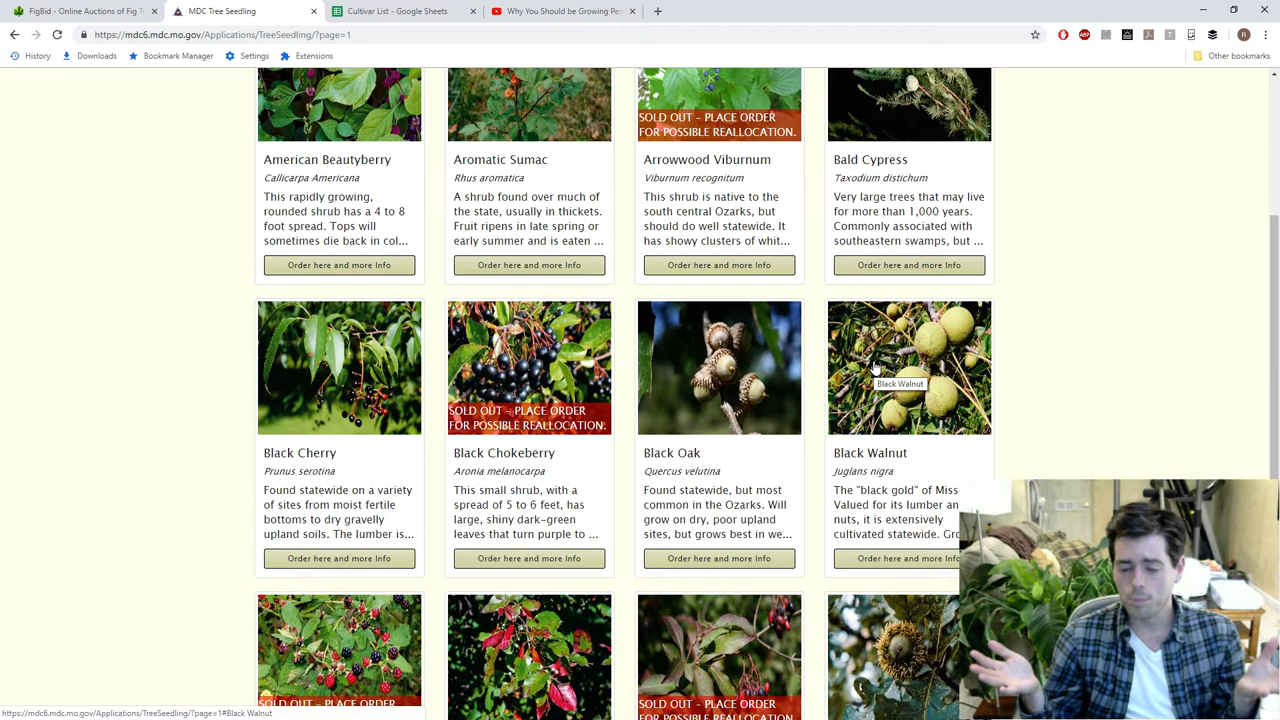 FigBid - Online Auctions of Fig T
MDC Tree Seedling
Cultivar List - Google Sheets
Why You Should be Growing Per
https://mdc6.mdc.mo.gov/Applications/TreeSeedling/?page=1
History
Downloads
Bookmark Manager
Settings
Extensions
Other bookmarks
SOLD OUT - PLACE ORDER
FOR POSSIBLE REALLOCATION.
American Beautyberry
Callicarpa Americana
This rapidly growing,
rounded shrub has a 4 to 8
foot spread. Tops will
sometimes die back in col...
Order here and more Info
Aromatic Sumac
Rhus aromatica
A shrub found over much of
the state, usually in thickets.
Fruit ripens in late spring or
early summer and is eaten ...
Order here and more Info
Arrowwood Viburnum
Viburnum recognitum
This shrub is native to the
south central Ozarks, but
should do well statewide. It
has showy clusters of whit...
Order here and more Info
Bald Cypress
Taxodium distichum
Very large trees that may live
for more than 1,000 years.
Commonly associated with
southeastern swamps, but ...
Order here and more Info
SOLD OUT - PLACE ORDER
FOR POSSIBLE REALLOCATION.
Black Walnut
Black Cherry
Prunus serotina
Found statewide on a variety
of sites from moist fertile
bottoms to dry gravelly
upland soils. The lumber is...
Order here and more Info
Black Chokeberry
Aronia melanocarpa
This small shrub, with a
spread of 5 to 6 feet, has
large, shiny dark-green
leaves that turn purple to ...
Order here and more Info
Black Oak
Quercus velutina
Found statewide, but most
common in the Ozarks. Will
grow on dry, poor upland
sites, but grows best in we...
Order here and more Info
Black Walnut
Juglans nigra
The "black gold" of Miss
Valued for its lumber an
nuts, it is extensively
cultivated statewide. Gro
Order here and more Inf
SOLD OUT - PLACE ORDER
SOLD OUT - PLACE ORDER
FOR POSSIBLE REALLOCATION.
https://mdc6.mdc.mo.gov/Applications/TreeSeedling/?page=1#Black Walnut